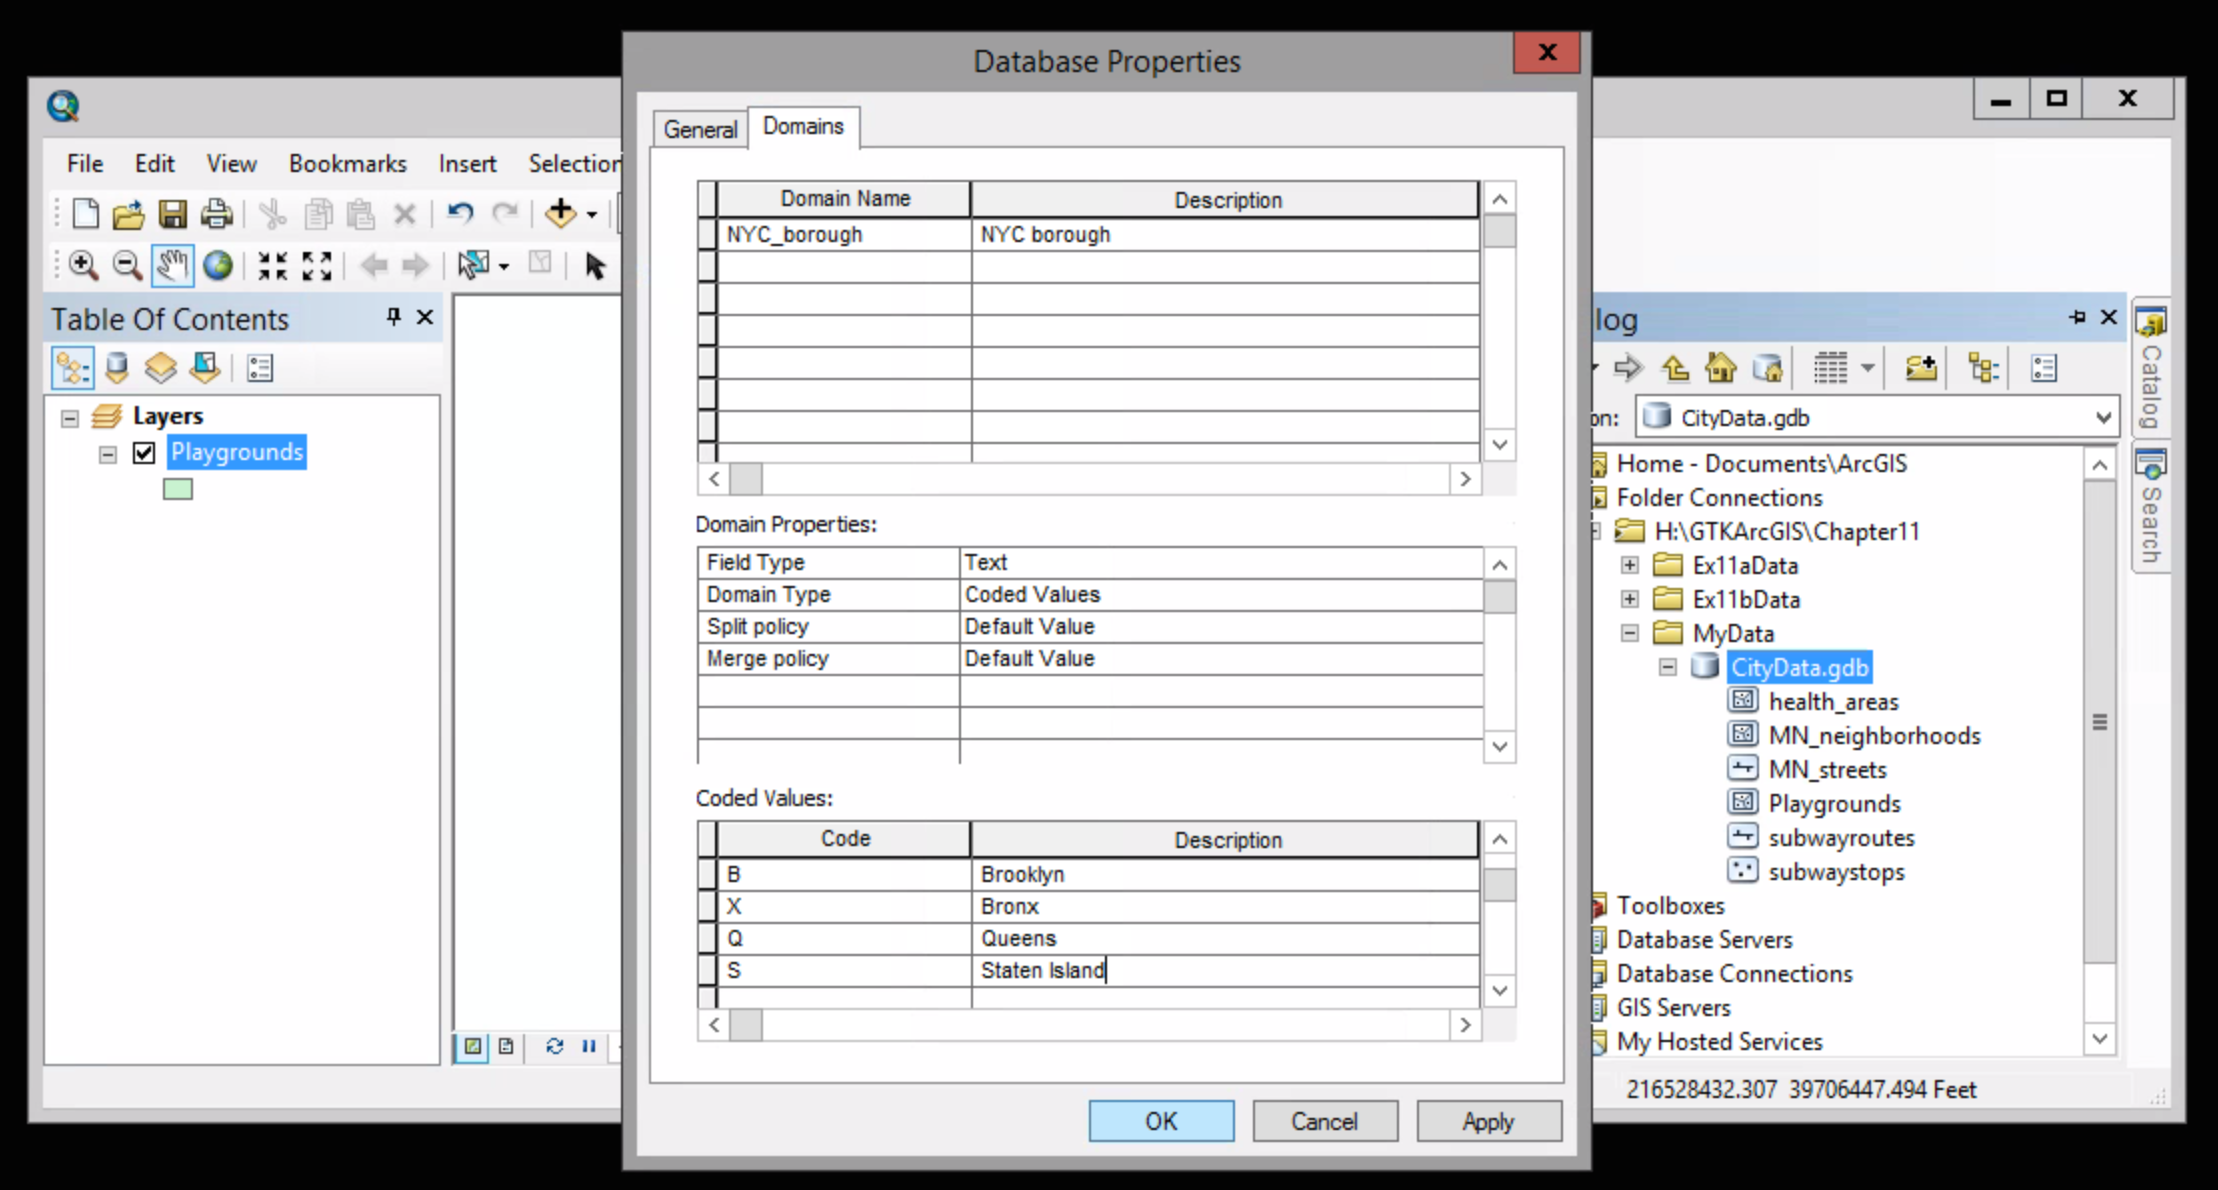 Database Properties
General Domains
File Edit View Bookmarks Insert Selection
Domain Name Description
NYC_borough NYC borough
Table Of Contents
Layers
Playgrounds
Domain Properties:
Field Type Text
Domain Type Coded Values
Split policy Default Value
Merge policy Default Value
Coded Values:
Code Description
B Brooklyn
X Bronx
Q Queens
S Staten Island
OK Cancel Apply
log
on: CityData.gdb
Home - Documents\ArcGIS
Folder Connections
H:\GTKArcGIS\Chapter11
Ex11aData
Ex11bData
MyData
CityData.gdb
health_areas
MN_neighborhoods
MN_streets
Playgrounds
subwayroutes
subwaystops
Toolboxes
Database Servers
Database Connections
GIS Servers
My Hosted Services
216528432.307 39706447.494 Feet
Catalog
Search